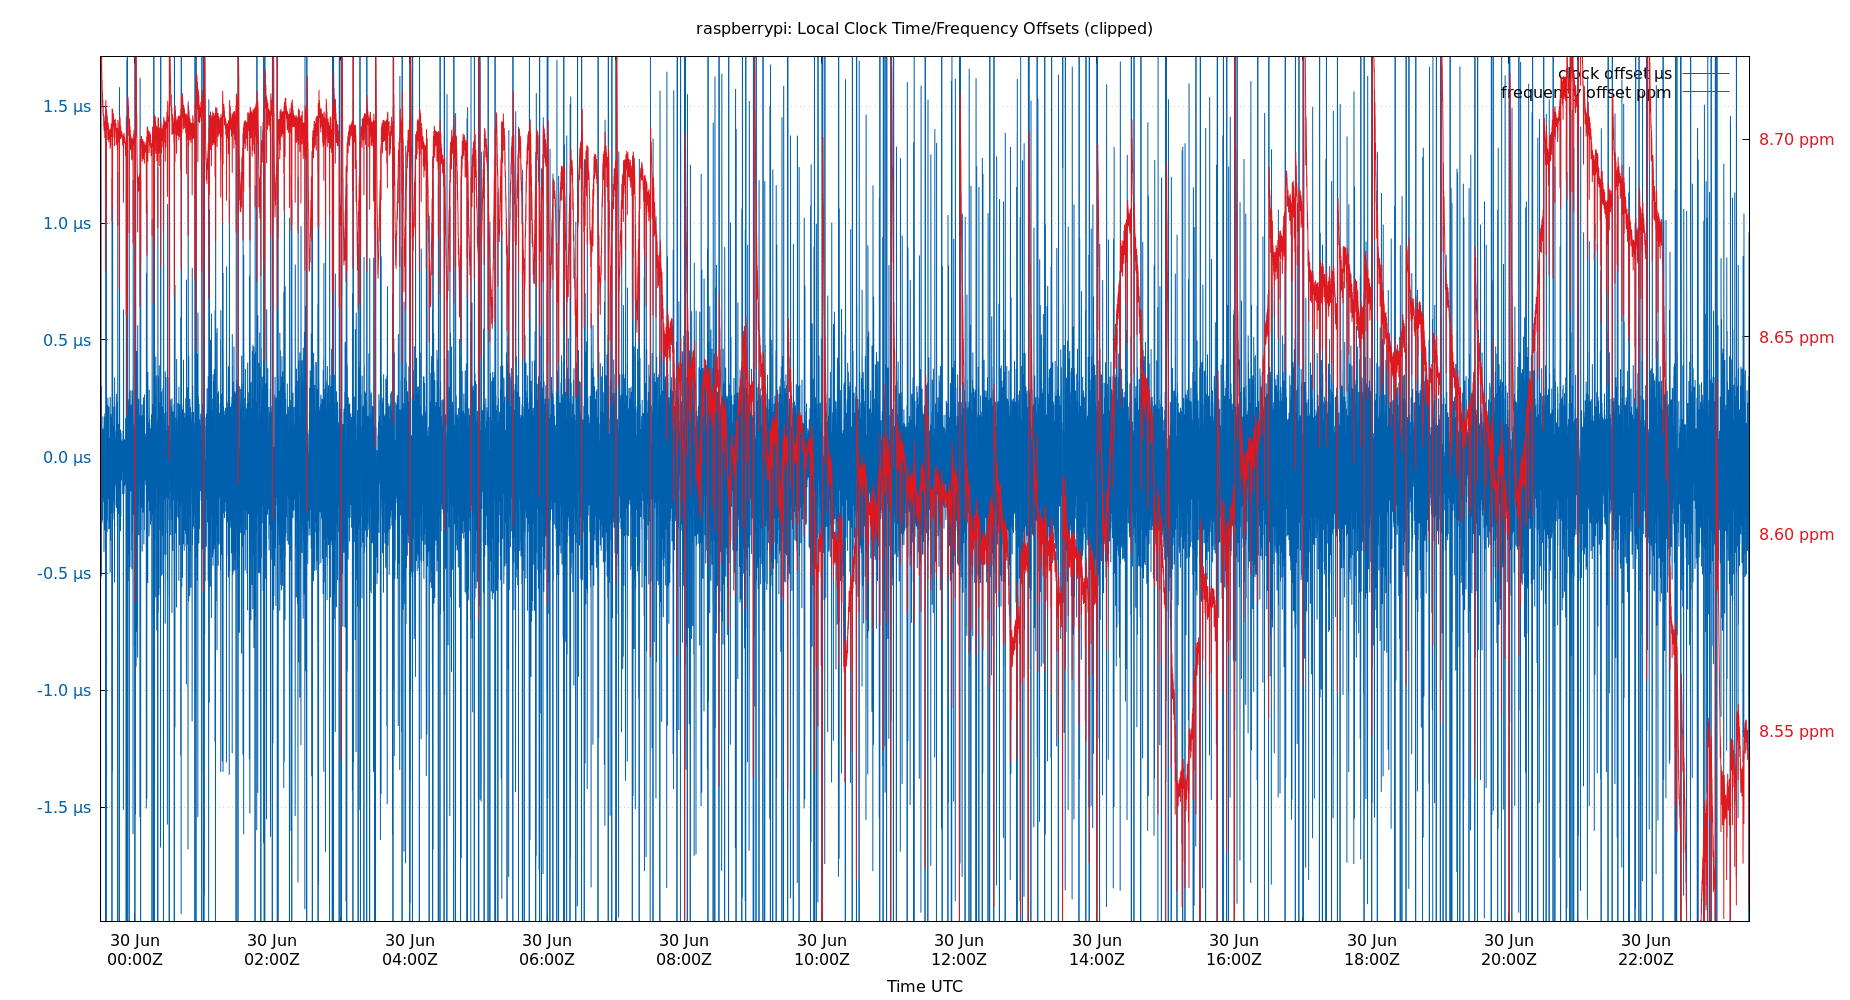 raspberrypi: Local Clock Time/Frequency Offsets (clipped)
clock offset µs
frequency offset ppm
1.5 µs
1.0 µs
0.5 µs
0.0 µs
-0.5 µs
-1.0 µs
-1.5 µs
8.70 ppm
8.65 ppm
8.60 ppm
8.55 ppm
30 Jun 30 Jun 30 Jun 30 Jun 30 Jun 30 Jun 30 Jun 30 Jun 30 Jun 30 Jun 30 Jun 30 Jun
00:00Z 02:00Z 04:00Z 06:00Z 08:00Z 10:00Z 12:00Z 14:00Z 16:00Z 18:00Z 20:00Z 22:00Z
Time UTC